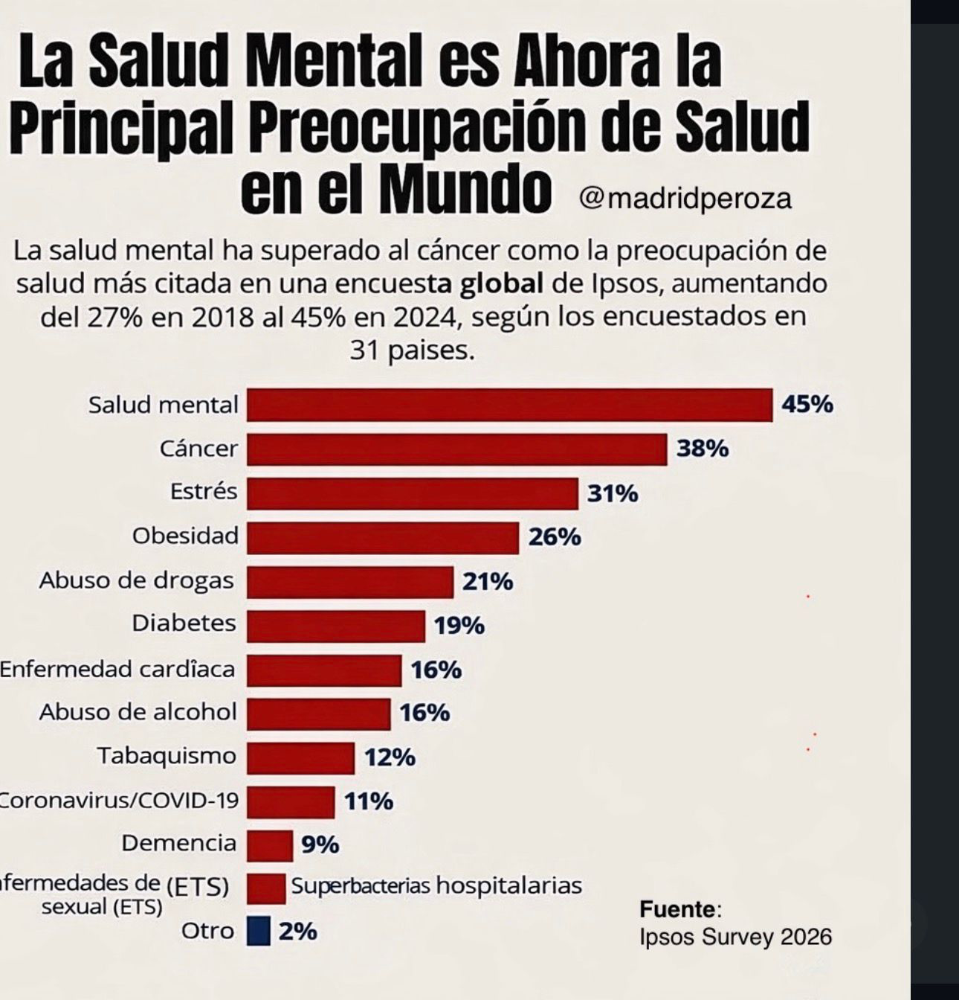 La Salud Mental es Ahora la
Principal Preocupación de Salud
en el Mundo @madridperoza
La salud mental ha superado al cáncer como la preocupación de
salud más citada en una encuesta global de Ipsos, aumentando
del 27% en 2018 al 45% en 2024, según los encuestados en
31 paises.
Salud mental 45%
Cáncer 38%
Estrés 31%
Obesidad 26%
Abuso de drogas 21%
Diabetes 19%
Enfermedad cardîaca 16%
Abuso de alcohol 16%
Tabaquismo 12%
Coronavirus/COVID-19 11%
Demencia 9%
nfermedades de (ETS) Superbacterias hospitalarias
sexual (ETS)
Otro 2%
Fuente:
Ipsos Survey 2026